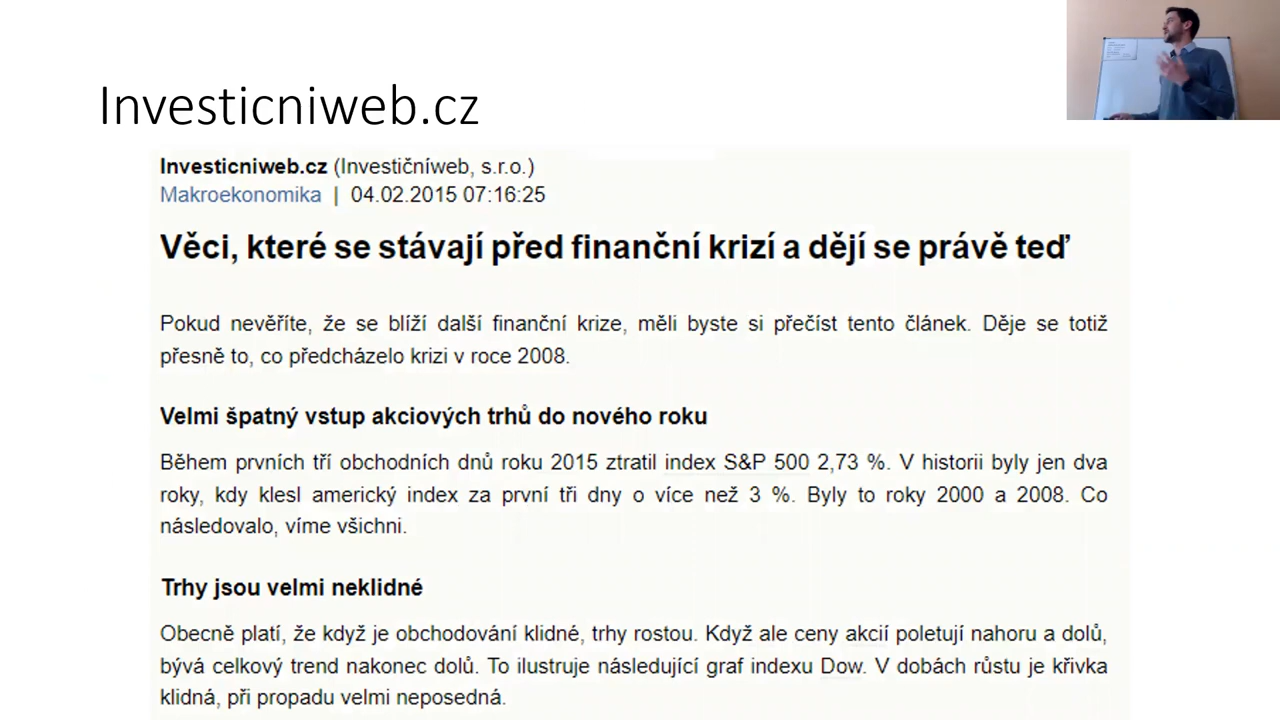 Investicniweb.cz
Investicniweb.cz (Investičníweb, s.r.o.)
Makroekonomika | 04.02.2015 07:16:25
Věci, které se stávají před finanční krizí a dějí se právě teď
Pokud nevěříte, že se blíží další finanční krize, měli byste si přečíst tento článek. Děje se totiž
přesně to, co předcházelo krizi v roce 2008.
Velmi špatný vstup akciových trhů do nového roku
Během prvních tří obchodních dnů roku 2015 ztratil index S&P 500 2,73 %. V historii byly jen dva
roky, kdy klesl americký index za první tři dny o více než 3 %. Byly to roky 2000 a 2008. Co
následovalo, víme všichni.
Trhy jsou velmi neklidné
Obecně platí, že když je obchodování klidné, trhy rostou. Když ale ceny akcií poletují nahoru a dolů,
bývá celkový trend nakonec dolů. To ilustruje následující graf indexu Dow. V dobách růstu je křivka
klidná, při propadu velmi neposedná.